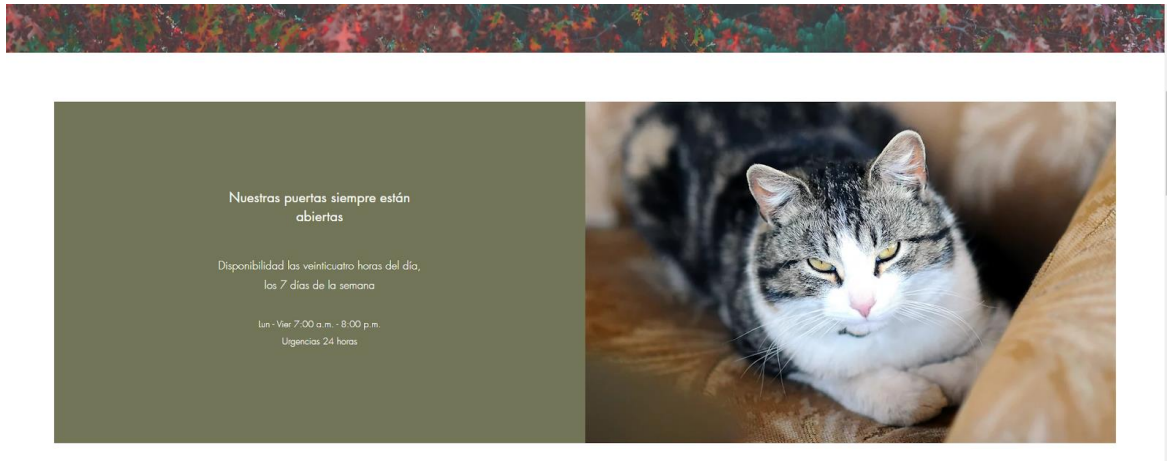 Nuestras puertas siempre están
abiertas
Disponibilidad las veinticuatro horas del día,
los 7 días de la semana
Lun - Vier 7:00 a.m. - 8:00 p.m.
Urgencias 24 horas